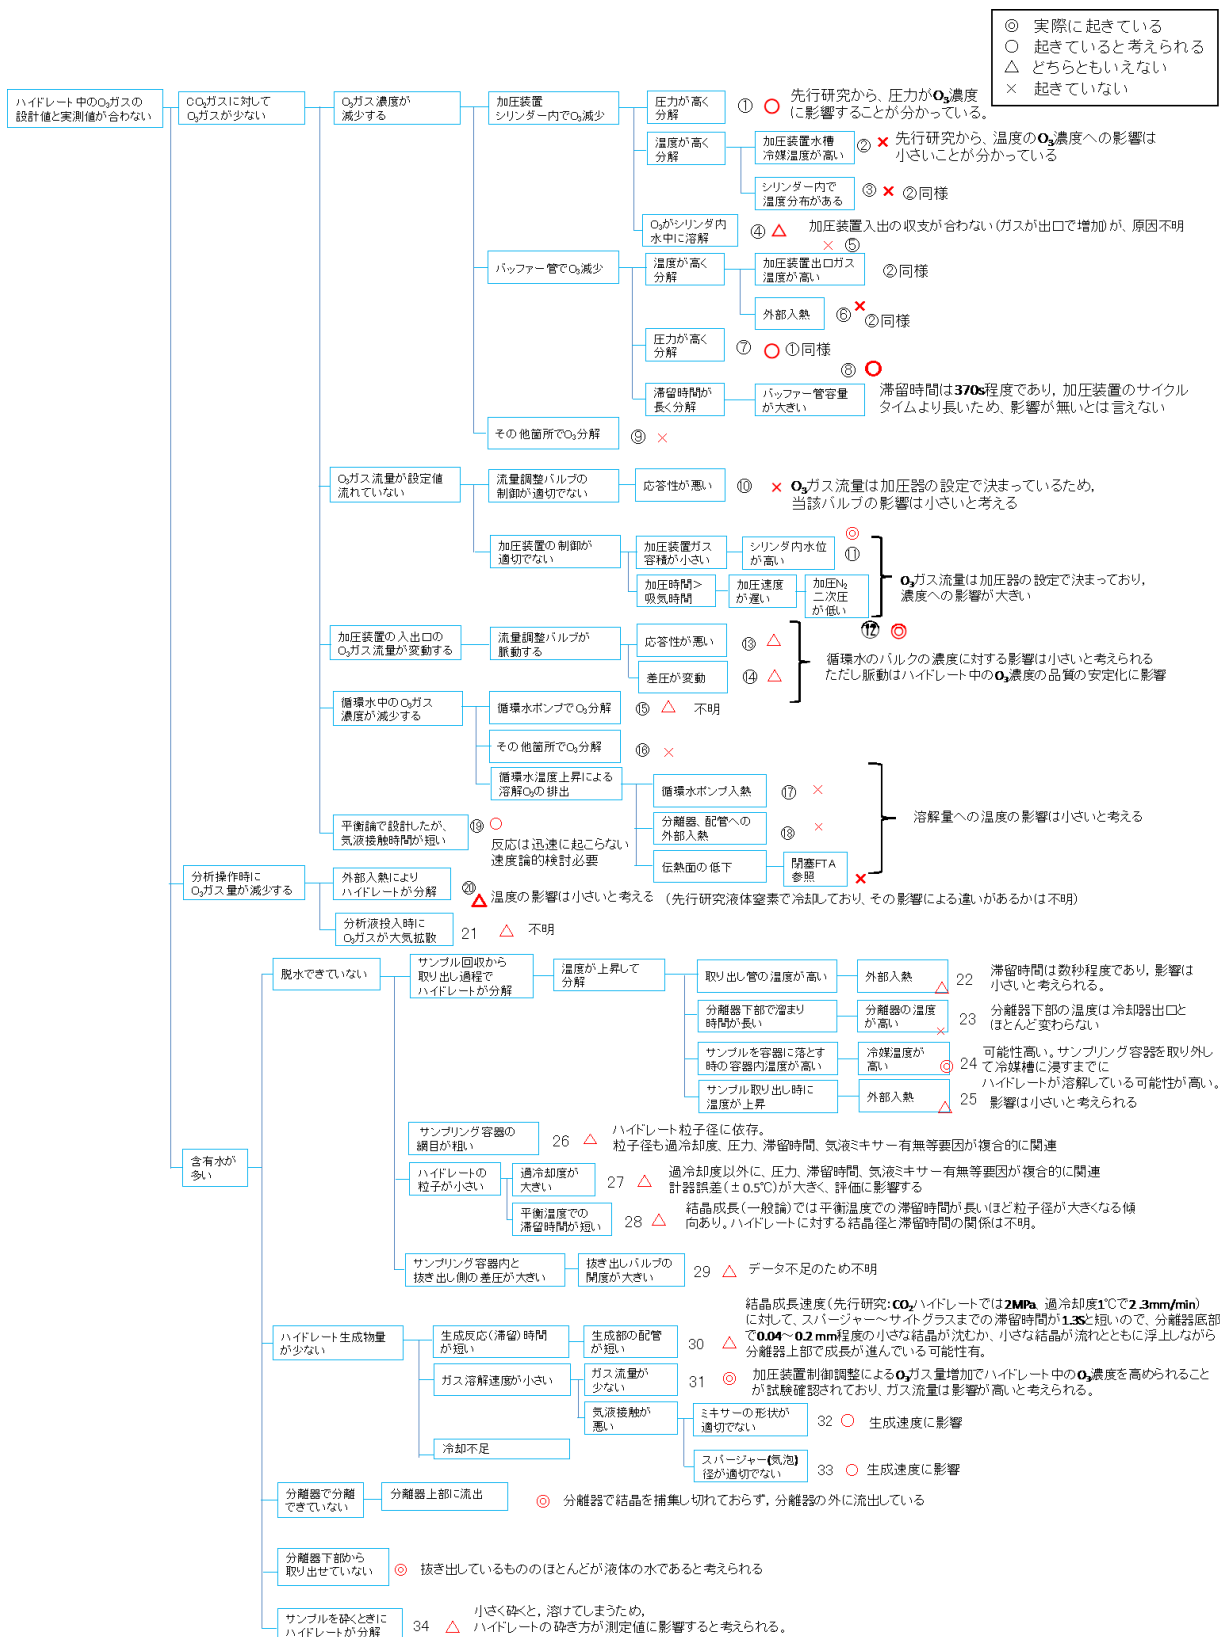 ◎ 実際に起きている
○ 起きていると考えられる
△ どちらともいえない
× 起きていない
ハイドレート中のO₃ガスの
設計値と実測値が合わない
CO₂ガスに対して
O₃ガスが少ない
O₃ガス濃度が
減少する
加圧装置
シリンダー内でO₃減少
圧力が高く
分解
① ○
先行研究から、圧力がO₃濃度
に影響することが分かっている。
温度が高く
分解
加圧装置水槽
冷媒温度が高い
② ×
先行研究から、温度のO₃濃度への影響は
小さいことが分かっている
シリンダー内で
温度分布がある
③ × ②同様
O₃がシリンダ内
水中に溶解
④ △
加圧装置入出の収支が合わない(ガスが出口で増加)が、原因不明
× ⑤
バッファー管でO₃減少
温度が高く
分解
加圧装置出口ガス
温度が高い
②同様
外部入熱
⑥ × ②同様
圧力が高く
分解
⑦ ○ ①同様
⑧ ○
滞留時間が
長く分解
バッファー管容量
が大きい
滞留時間は370s程度であり, 加圧装置のサイクル
タイムより長いため、影響が無いとは言えない
その他箇所でO₃分解
⑨ ×
O₃ガス流量が設定値
流れていない
流量調整バルブの
制御が適切でない
応答性が悪い
⑩ ×
O₃ガス流量は加圧器の設定で決まっているため,
当該バルブの影響は小さいと考える
加圧装置の制御が
適切でない
加圧装置ガス
容積が小さい
シリンダ内水位
が高い
◎
⑪
加圧時間>
吸気時間
加圧速度
が遅い
加圧N₂
二次圧
が低い
O₃ガス流量は加圧器の設定で決まっており,
濃度への影響が大きい
⑫ ◎
加圧装置の入出口の
O₃ガス流量が変動する
流量調整バルブが
脈動する
応答性が悪い
⑬ △
差圧が変動
⑭ △
循環水のバルクの濃度に対する影響は小さいと考えられる
ただし脈動はハイドレート中のO₃濃度の品質の安定化に影響
循環水中のO₃ガス
濃度が減少する
循環水ポンプでO₃分解
⑮ △ 不明
その他箇所でO₃分解
⑯ ×
循環水温度上昇による
溶解O₃の排出
循環水ポンプ入熱
⑰ ×
分離器、配管への
外部入熱
⑱ ×
伝熱面の低下
閉塞FTA
参照
×
溶解量への温度の影響は小さいと考える
平衡論で設計したが、
気液接触時間が短い
⑲ ○
反応は迅速に起こらない
速度論的検討必要
分析操作時に
O₃ガス量が減少する
外部入熱により
ハイドレートが分解
⑳
△ 温度の影響は小さいと考える (先行研究液体窒素で冷却しており、その影響による違いがあるかは不明)
分析液投入時に
O₃ガスが大気拡散
21 △ 不明
含有水が
多い
脱水できていない
サンプル回収から
取り出し過程で
ハイドレートが分解
温度が上昇して
分解
取り出し管の温度が高い
外部入熱
△ 22
滞留時間は数秒程度であり, 影響は
小さいと考えられる。
分離器下部で溜まり
時間が長い
分離器の温度
が高い
× 23
分離器下部の温度は冷却器出口と
ほとんど変わらない
サンプルを容器に落とす
時の容器内温度が高い
冷媒温度が
高い
◎ 24
可能性高い。サンプリング容器を取り外し
て冷媒槽に浸すまでに
ハイドレートが溶解している可能性が高い。
サンプル取り出し時に
温度が上昇
外部入熱
△ 25
影響は小さいと考えられる
サンプリング容器の
網目が粗い
26 △
ハイドレート粒子径に依存。
粒子径も過冷却度、圧力、滞留時間、気液ミキサー有無等要因が複合的に関連
ハイドレートの
粒子が小さい
過冷却度が
大きい
27 △
過冷却度以外に、圧力、滞留時間、気液ミキサー有無等要因が複合的に関連
計器誤差(±0.5℃)が大きく、評価に影響する
平衡温度での
滞留時間が短い
28 △
結晶成長(一般論)では平衡温度での滞留時間が長いほど粒子径が大きくなる傾
向あり。ハイドレートに対する結晶径と滞留時間の関係は不明。
サンプリング容器内と
抜き出し側の差圧が大きい
抜き出しバルブの
開度が大きい
29 △ データ不足のため不明
ハイドレート生成物量
が少ない
生成反応(滞留)時間
が短い
生成部の配管
が短い
30 △
結晶成長速度(先行研究:CO₂ハイドレートでは2MPa、過冷却度1℃で2.3mm/min)
に対して、スパージャー~サイトグラスまでの滞留時間が1.3Sと短いので、分離器底部
で0.04~0.2mm程度の小さな結晶が沈むか、小さな結晶が流れとともに浮上しながら
分離器上部で成長が進んでいる可能性有。
ガス溶解速度が小さい
ガス流量が
少ない
31 ◎
加圧装置制御調整によるO₃ガス量増加でハイドレート中のO₃濃度を高められること
が試験確認されており、ガス流量は影響が高いと考えられる。
気液接触が
悪い
ミキサーの形状が
適切でない
32 ○ 生成速度に影響
スパージャー(気泡)
径が適切でない
33 ○ 生成速度に影響
冷却不足
分離器で分離
できていない
分離器上部に流出
◎ 分離器で結晶を捕集し切れておらず, 分離器の外に流出している
分離器下部から
取り出せていない
◎ 抜き出しているもののほとんどが液体の水であると考えられる
サンプルを砕くときに
ハイドレートが分解
34 △
小さく砕くと, 溶けてしまうため,
ハイドレートの砕き方が測定値に影響すると考えられる。